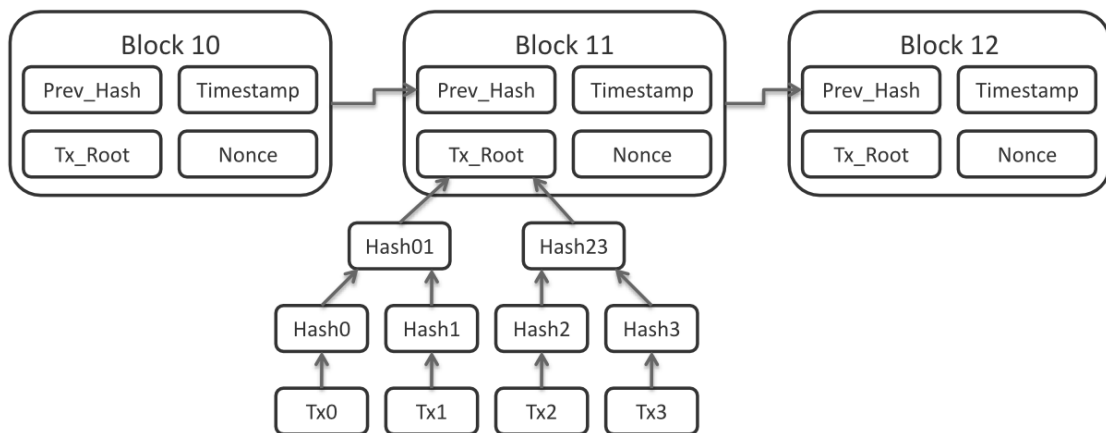 Block 10
Block 11
Block 12
Prev_Hash
Timestamp
Prev_Hash
Timestamp
Prev_Hash
Timestamp
Tx_Root
Nonce
Tx_Root
Nonce
Tx_Root
Nonce
Hash01
Hash23
Hash0
Hash1
Hash2
Hash3
Tx0
Tx1
Tx2
Tx3